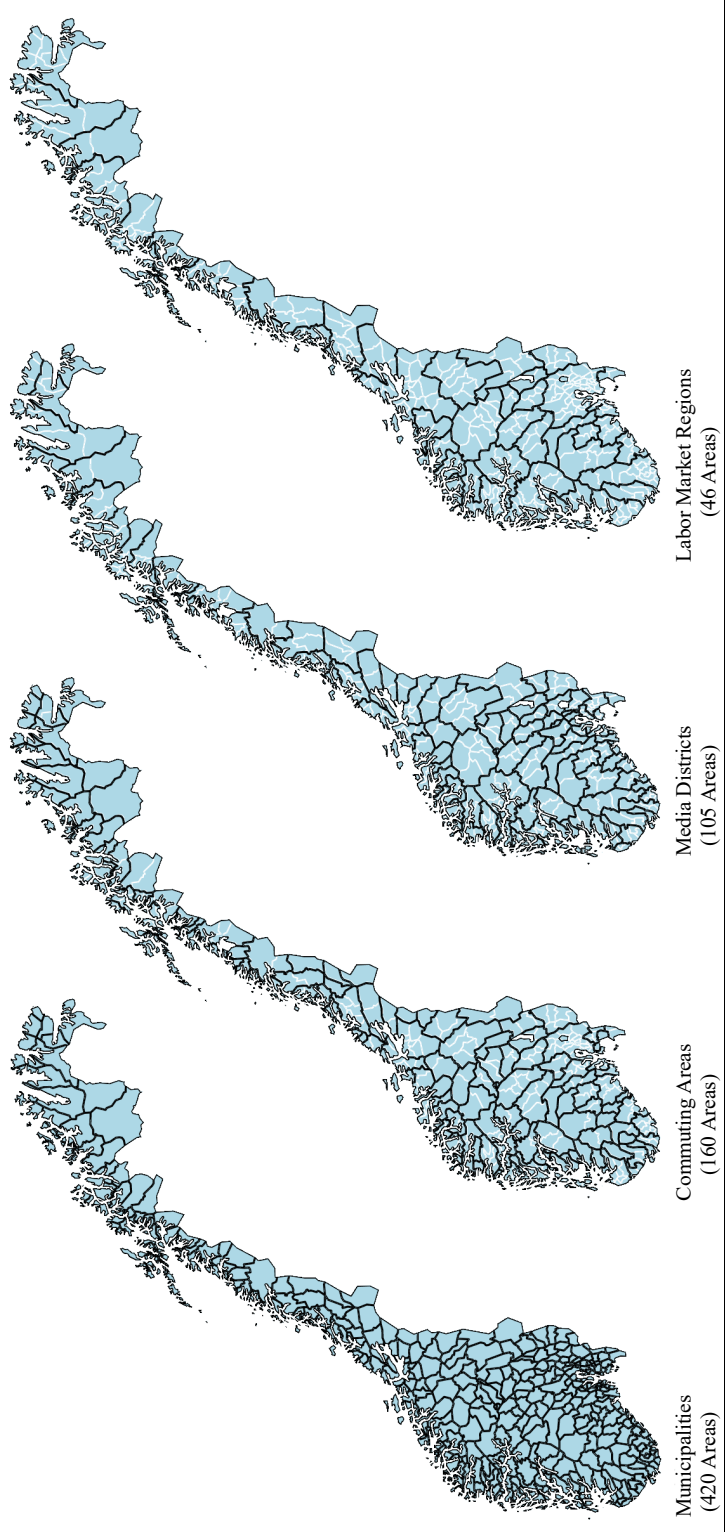 Municipalities
(420 Areas)
Commuting Areas
(160 Areas)
Media Districts
(105 Areas)
Labor Market Regions
(46 Areas)